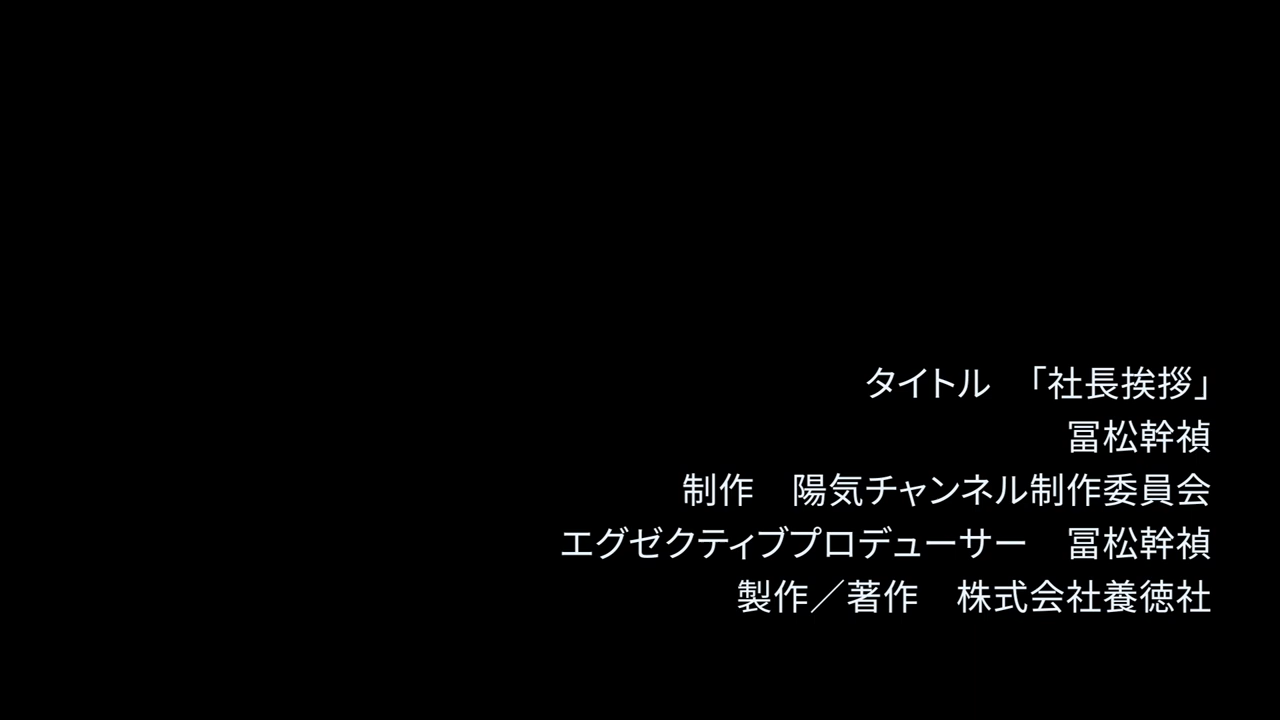 タイトル　「社長挨拶」
冨松幹禎
制作　陽気チャンネル制作委員会
エグゼクティブプロデューサー　冨松幹禎
製作／著作　株式会社養徳社